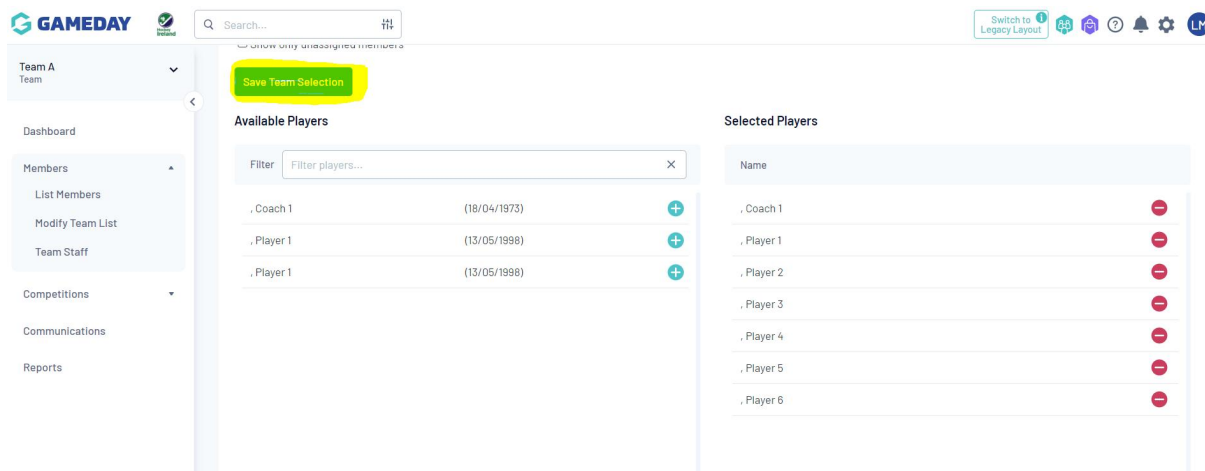 GAMEDAY
Search...
Switch to
Legacy Layout
LM
Show only unassigned members
Team A
Team
Save Team Selection
Dashboard
Members
List Members
Modify Team List
Team Staff
Competitions
Communications
Reports
Available Players
Filter Filter players...
, Coach 1 (18/04/1973)
, Player 1 (13/05/1998)
, Player 1 (13/05/1998)
Selected Players
Name
, Coach 1
, Player 1
, Player 2
, Player 3
, Player 4
, Player 5
, Player 6